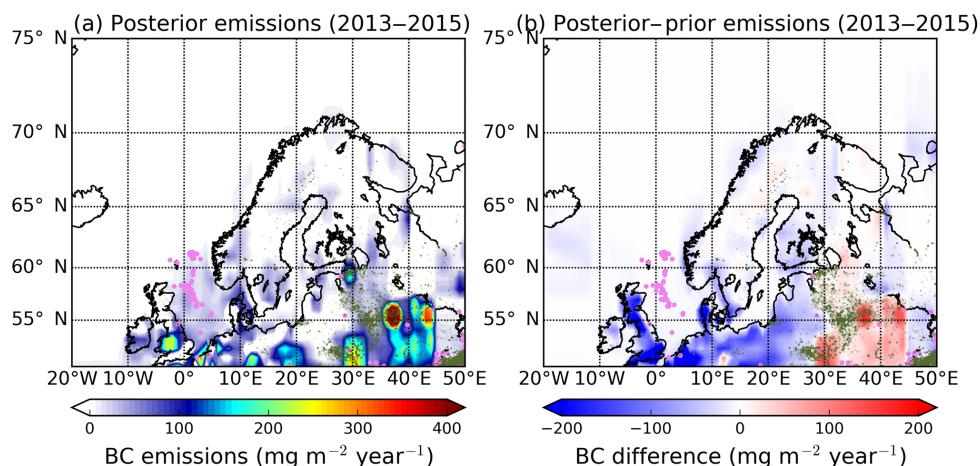 (a) Posterior emissions (2013–2015)
(b) Posterior–prior emissions (2013–2015)
75° N
70° N
65° N
60° N
55° N
20°W 10°W 0° 10°E 20°E 30°E 40°E 50°E
75° N
70° N
65° N
60° N
55° N
20°W 10°W 0° 10°E 20°E 30°E 40°E 50°E
0 100 200 300 400
BC emissions (mg m⁻² year⁻¹)
−200 −100 0 100 200
BC difference (mg m⁻² year⁻¹)